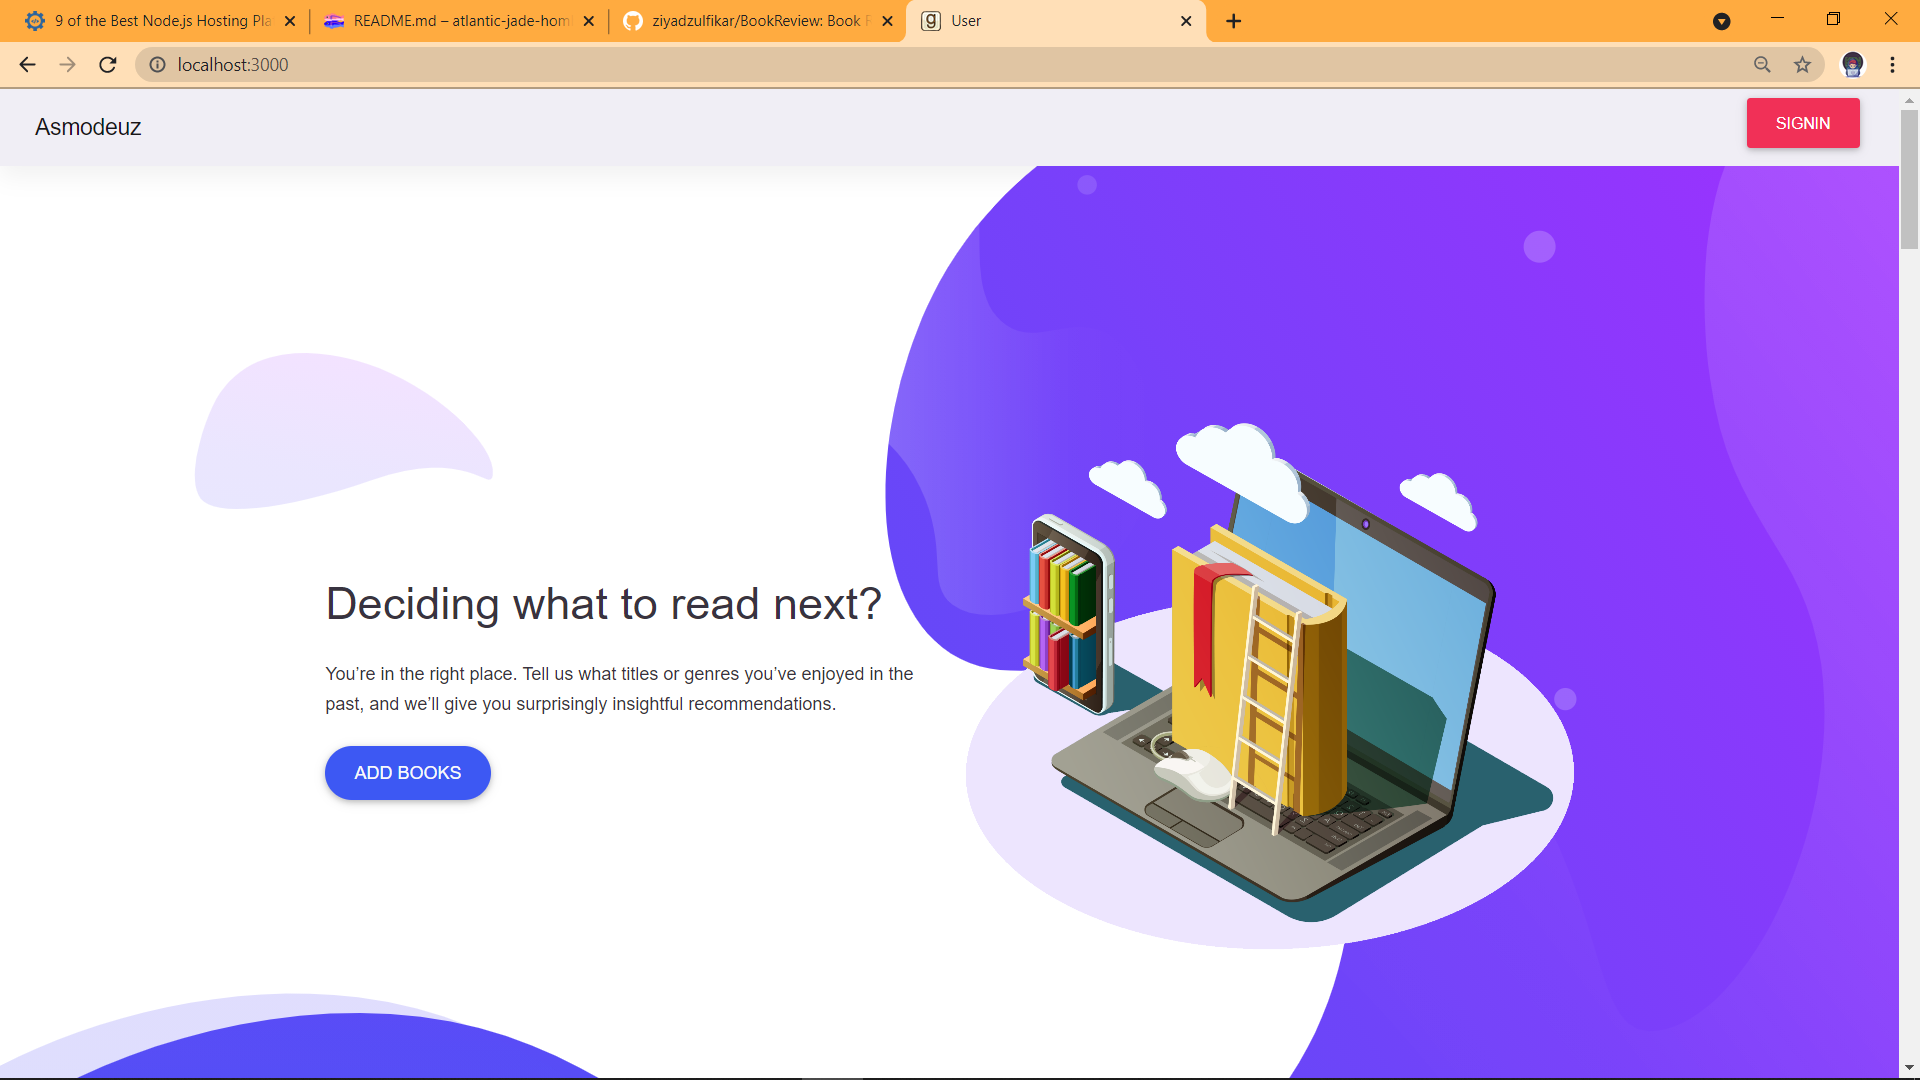 9 of the Best Node.js Hosting Pla
README.md – atlantic-jade-hom
ziyadzulfikar/BookReview: Book R
User
localhost:3000
Asmodeuz
SIGNIN
Deciding what to read next?
You’re in the right place. Tell us what titles or genres you’ve enjoyed in the
past, and we’ll give you surprisingly insightful recommendations.
ADD BOOKS